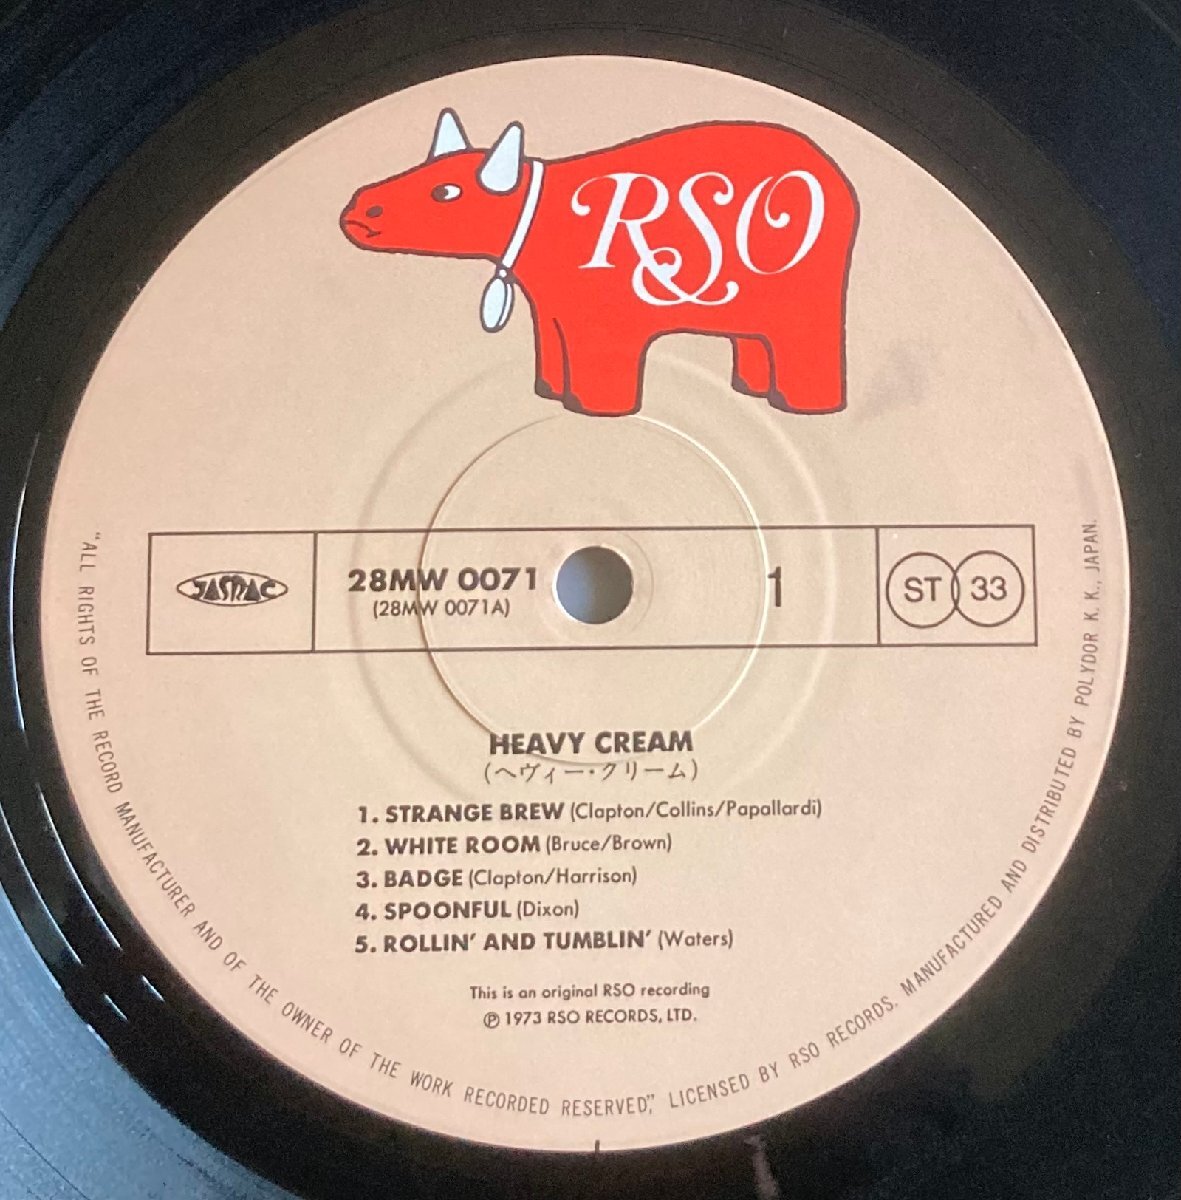 RSO
JASRAC
28MW 0071
(28MW 0071A)
1
ST 33
HEAVY CREAM
(ヘヴィー・クリーム)
1. STRANGE BREW (Clapton/Collins/Papallardi)
2. WHITE ROOM (Bruce/Brown)
3. BADGE (Clapton/Harrison)
4. SPOONFUL (Dixon)
5. ROLLIN' AND TUMBLIN' (Waters)
This is an original RSO recording
℗ 1973 RSO RECORDS, LTD.
"ALL RIGHTS OF THE RECORD MANUFACTURER AND OF THE OWNER OF THE WORK RECORDED RESERVED", LICENSED BY RSO RECORDS. MANUFACTURED AND DISTRIBUTED BY POLYDOR K. K., JAPAN.